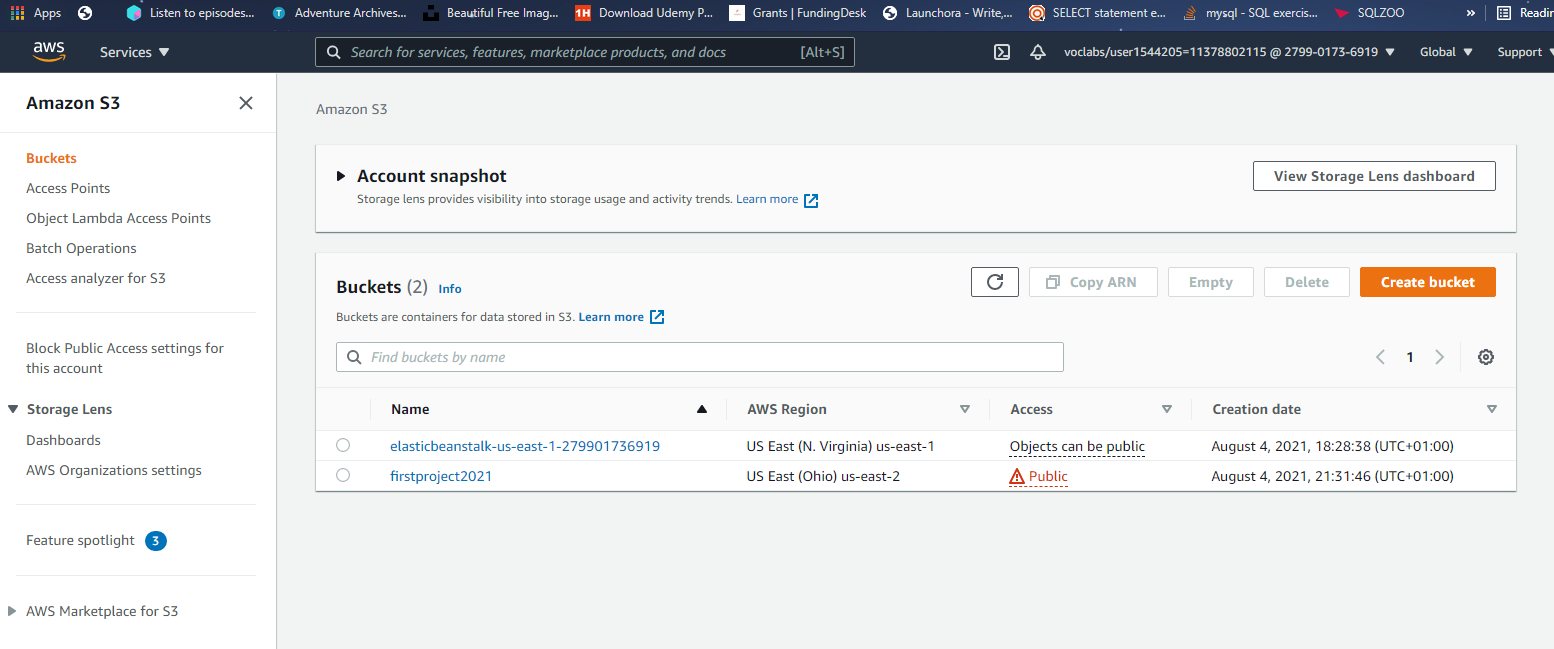 Apps Listen to episodes... Adventure Archives... Beautiful Free Imag... 1H Download Udemy P... Grants | FundingDesk Launchora - Write,... SELECT statement e... mysql - SQL exercis... SQLZOO » Readin
aws Services Search for services, features, marketplace products, and docs [Alt+S] voclabs/user1544205=11378802115 @ 2799-0173-6919 Global Support
Amazon S3
Buckets
Access Points
Object Lambda Access Points
Batch Operations
Access analyzer for S3
Block Public Access settings for
this account
Storage Lens
Dashboards
AWS Organizations settings
Feature spotlight 3
AWS Marketplace for S3
Amazon S3
Account snapshot View Storage Lens dashboard
Storage lens provides visibility into storage usage and activity trends. Learn more
Buckets (2) Info Copy ARN Empty Delete Create bucket
Buckets are containers for data stored in S3. Learn more
Find buckets by name 1
Name AWS Region Access Creation date
elasticbeanstalk-us-east-1-279901736919 US East (N. Virginia) us-east-1 Objects can be public August 4, 2021, 18:28:38 (UTC+01:00)
firstproject2021 US East (Ohio) us-east-2 Public August 4, 2021, 21:31:46 (UTC+01:00)